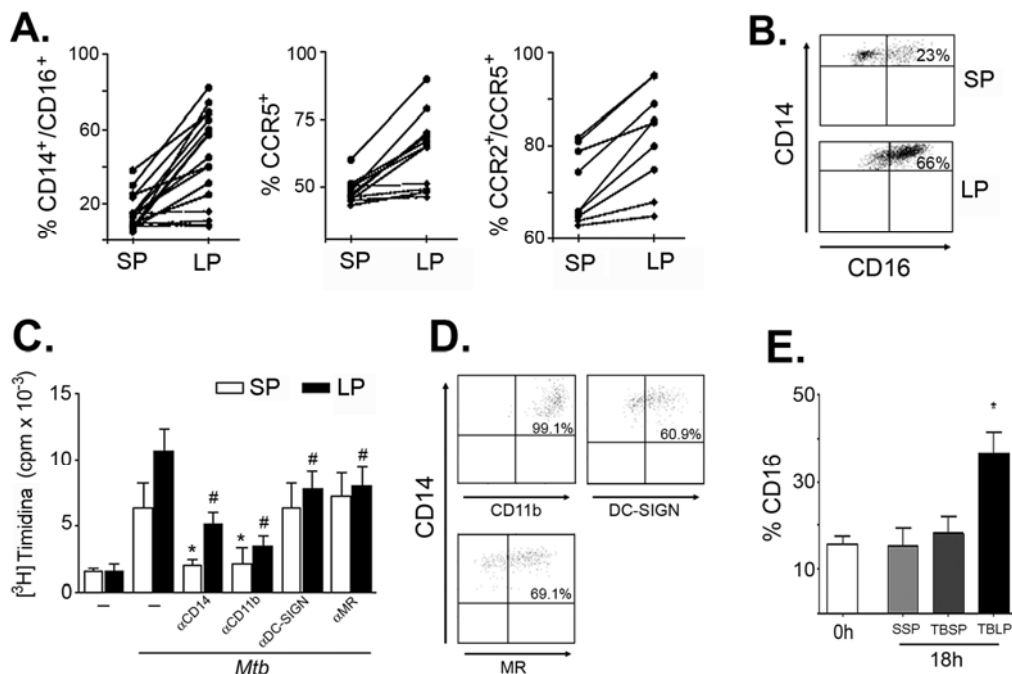 A.
% CD14+/CD16+
100
60
20
SP LP
% CCR5+
100
50
SP LP
% CCR2+/CCR5+
100
80
60
SP LP
B.
CD14
23%
SP
66%
LP
CD16
C.
SP LP
[3H] Timidina (cpm x 10-3)
15
10
5
0
* # * # # #
– – αCD14 αCD11b αDC-SIGN αMR
Mtb
D.
CD14
99.1%
CD11b
60.9%
DC-SIGN
69.1%
MR
E.
% CD16
50
30
10
*
0h SSP TBSP TBLP
18h